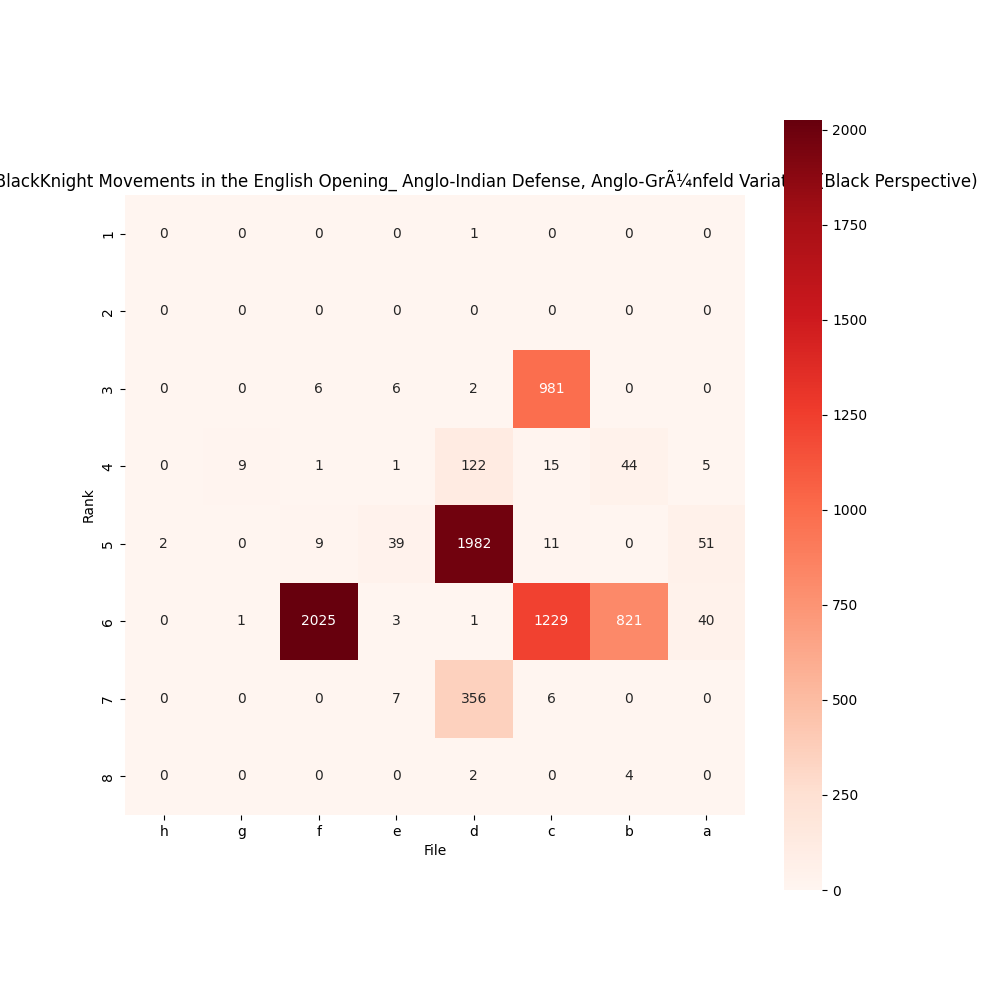 BlackKnight Movements in the English Opening_ Anglo-Indian Defense, Anglo-GrÃ¼nfeld (Black Perspective)
Rank
1 0 0 0 0 1 0 0 0
2 0 0 0 0 0 0 0 0
3 0 0 6 6 2 981 0 0
4 0 9 1 1 122 15 44 5
5 2 0 9 39 1982 11 0 51
6 0 1 2025 3 1 1229 821 40
7 0 0 0 7 356 6 0 0
8 0 0 0 0 2 0 4 0
h g f e d c b a
File
2000
1750
1500
1250
1000
750
500
250
0